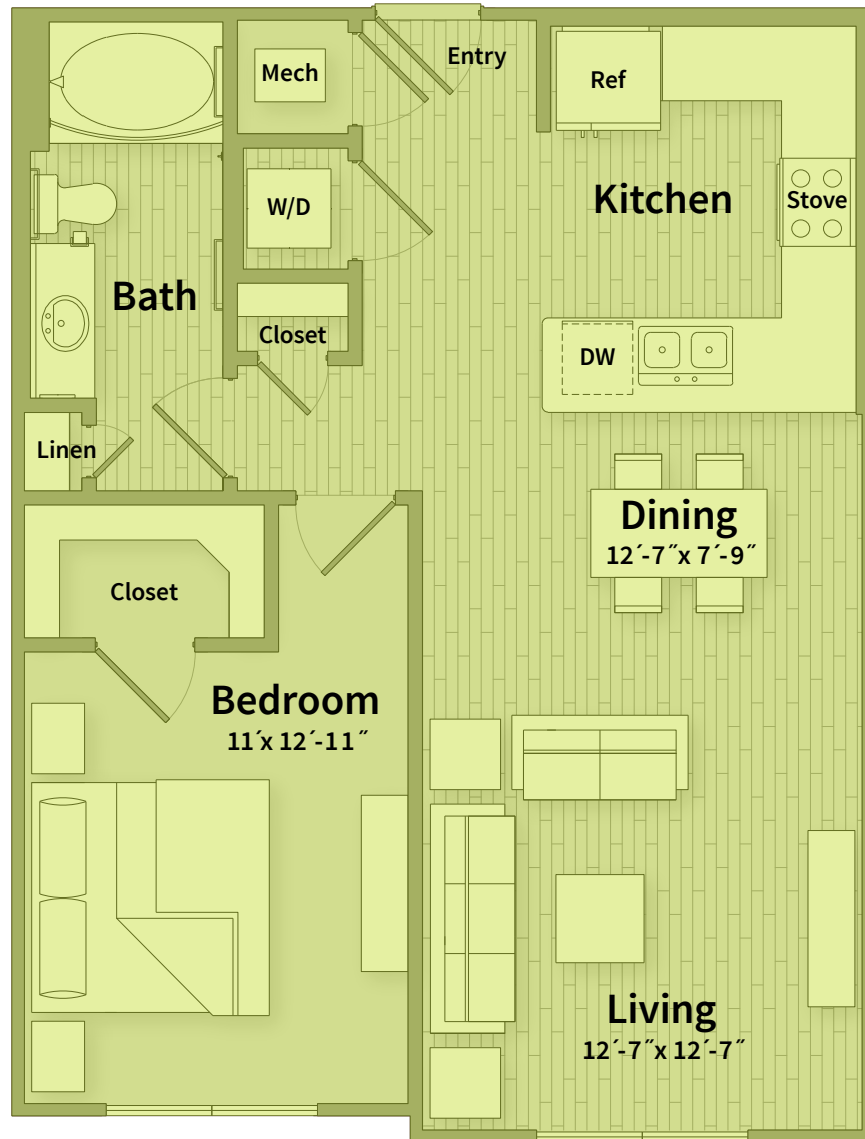 Entry
Mech
Ref
W/D
Kitchen
Stove
Bath
Closet
DW
Linen
Dining
12´-7˝x 7´-9˝
Closet
Bedroom
11´x 12´-11˝
Living
12´-7˝x 12´-7˝